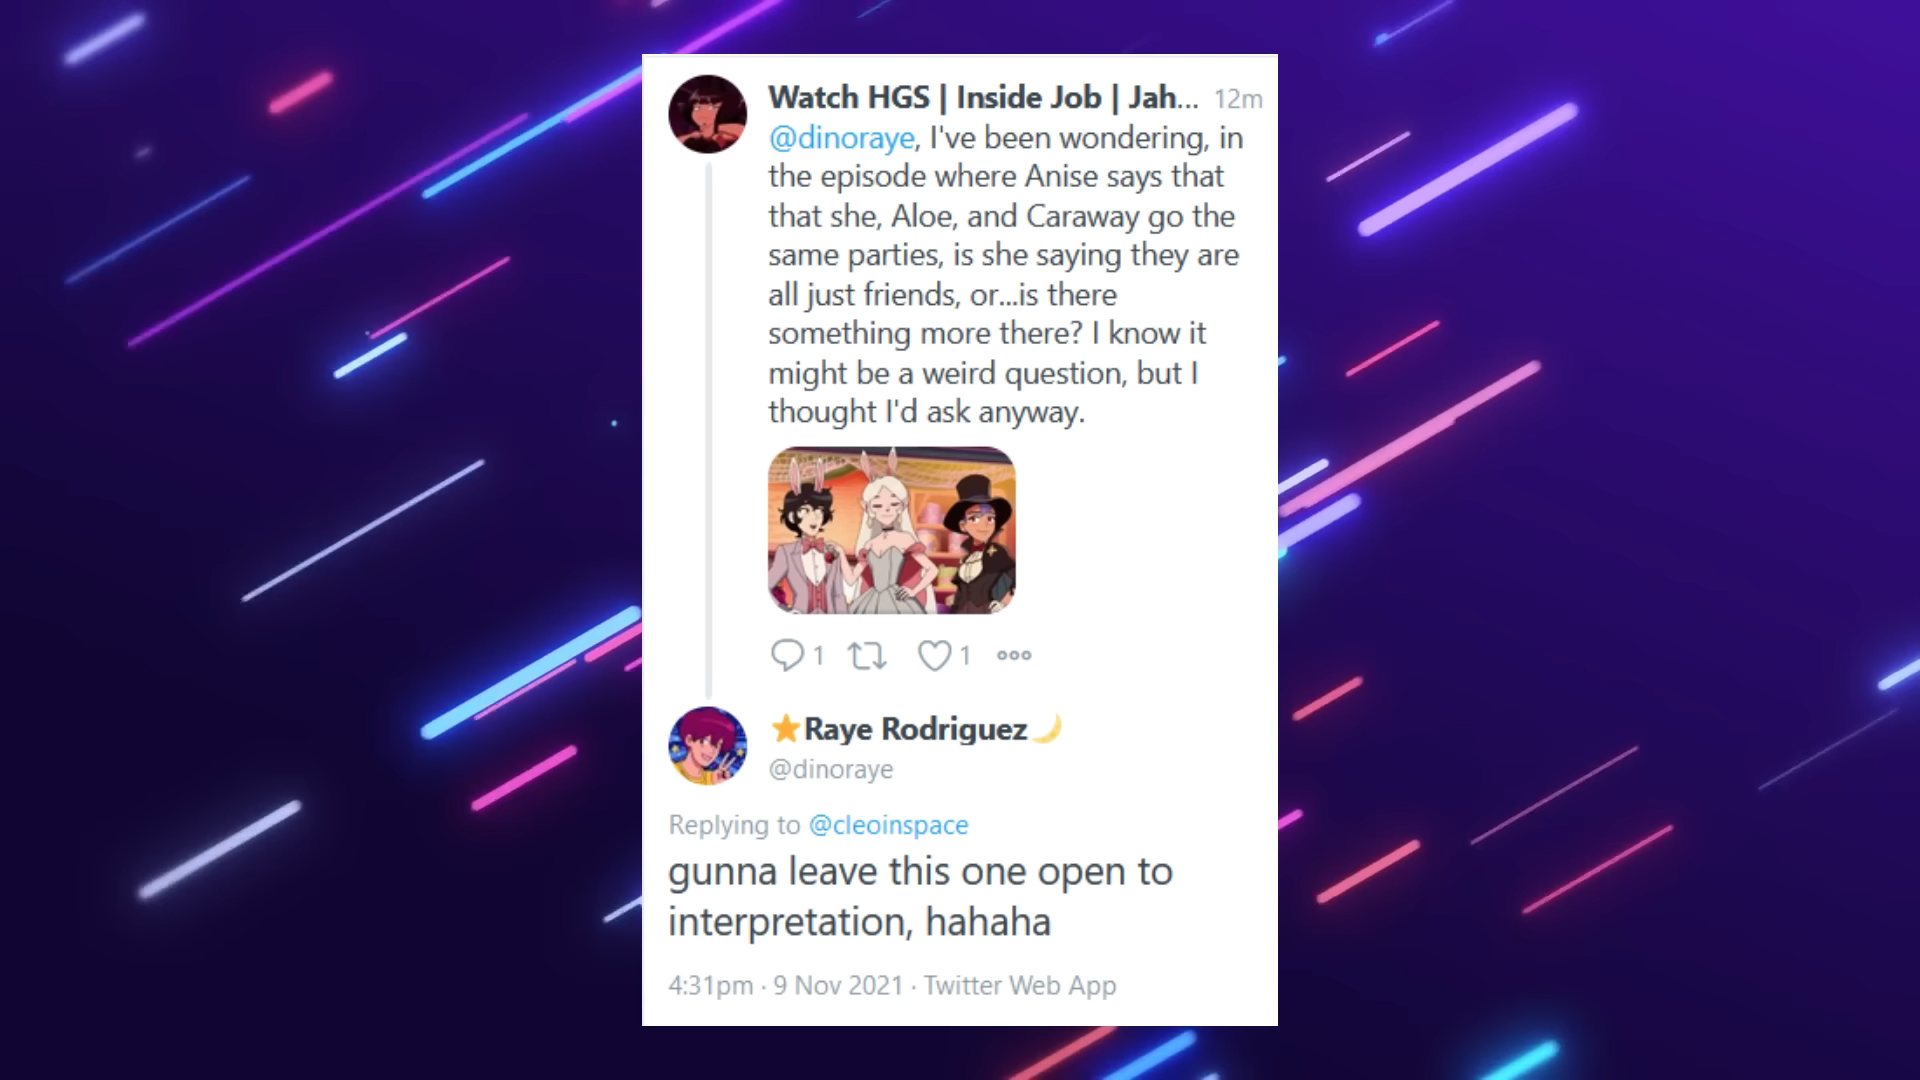 Watch HGS | Inside Job | Jah... 12m
@dinoraye, I've been wondering, in
the episode where Anise says that
that she, Aloe, and Caraway go the
same parties, is she saying they are
all just friends, or...is there
something more there? I know it
might be a weird question, but I
thought I'd ask anyway.
1 1
⭐Raye Rodriguez🌙
@dinoraye
Replying to @cleoinspace
gunna leave this one open to
interpretation, hahaha
4:31pm · 9 Nov 2021 · Twitter Web App